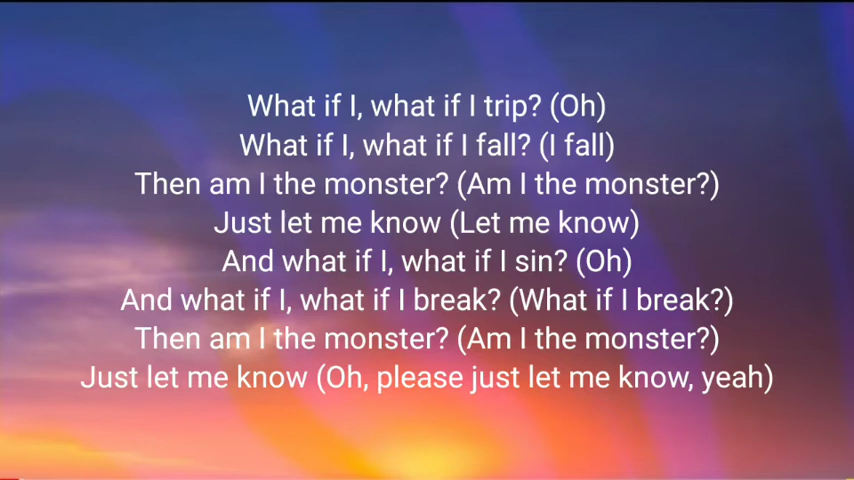 What if I, what if I trip? (Oh)
What if I, what if I fall? (I fall)
Then am I the monster? (Am I the monster?)
Just let me know (Let me know)
And what if I, what if I sin? (Oh)
And what if I, what if I break? (What if I break?)
Then am I the monster? (Am I the monster?)
Just let me know (Oh, please just let me know, yeah)